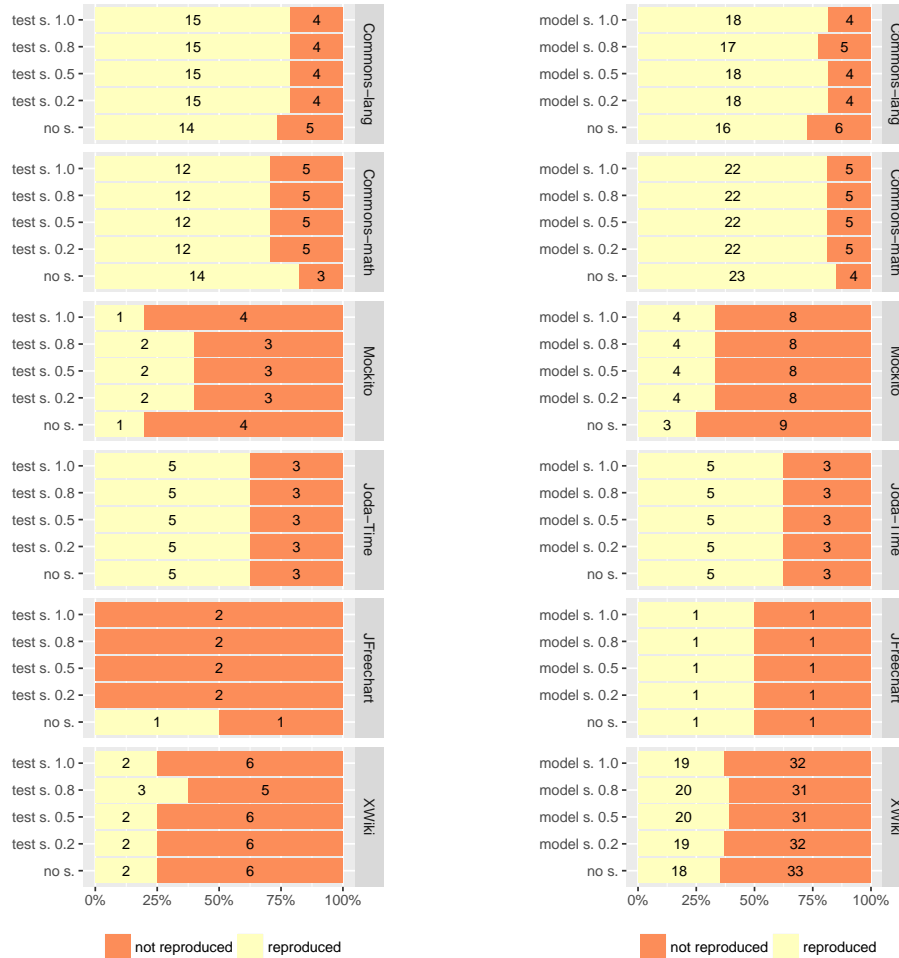 test s. 1.0 15 4
test s. 0.8 15 4
test s. 0.5 15 4
test s. 0.2 15 4
no s. 14 5
Commons-lang
test s. 1.0 12 5
test s. 0.8 12 5
test s. 0.5 12 5
test s. 0.2 12 5
no s. 14 3
Commons-math
test s. 1.0 1 4
test s. 0.8 2 3
test s. 0.5 2 3
test s. 0.2 2 3
no s. 1 4
Mockito
test s. 1.0 5 3
test s. 0.8 5 3
test s. 0.5 5 3
test s. 0.2 5 3
no s. 5 3
Joda-Time
test s. 1.0 2
test s. 0.8 2
test s. 0.5 2
test s. 0.2 2
no s. 1 1
JFreechart
test s. 1.0 2 6
test s. 0.8 3 5
test s. 0.5 2 6
test s. 0.2 2 6
no s. 2 6
XWiki
0% 25% 50% 75% 100%
not reproduced reproduced
model s. 1.0 18 4
model s. 0.8 17 5
model s. 0.5 18 4
model s. 0.2 18 4
no s. 16 6
Commons-lang
model s. 1.0 22 5
model s. 0.8 22 5
model s. 0.5 22 5
model s. 0.2 22 5
no s. 23 4
Commons-math
model s. 1.0 4 8
model s. 0.8 4 8
model s. 0.5 4 8
model s. 0.2 4 8
no s. 3 9
Mockito
model s. 1.0 5 3
model s. 0.8 5 3
model s. 0.5 5 3
model s. 0.2 5 3
no s. 5 3
Joda-Time
model s. 1.0 1 1
model s. 0.8 1 1
model s. 0.5 1 1
model s. 0.2 1 1
no s. 1 1
JFreechart
model s. 1.0 19 32
model s. 0.8 20 31
model s. 0.5 20 31
model s. 0.2 19 32
no s. 18 33
XWiki
0% 25% 50% 75% 100%
not reproduced reproduced